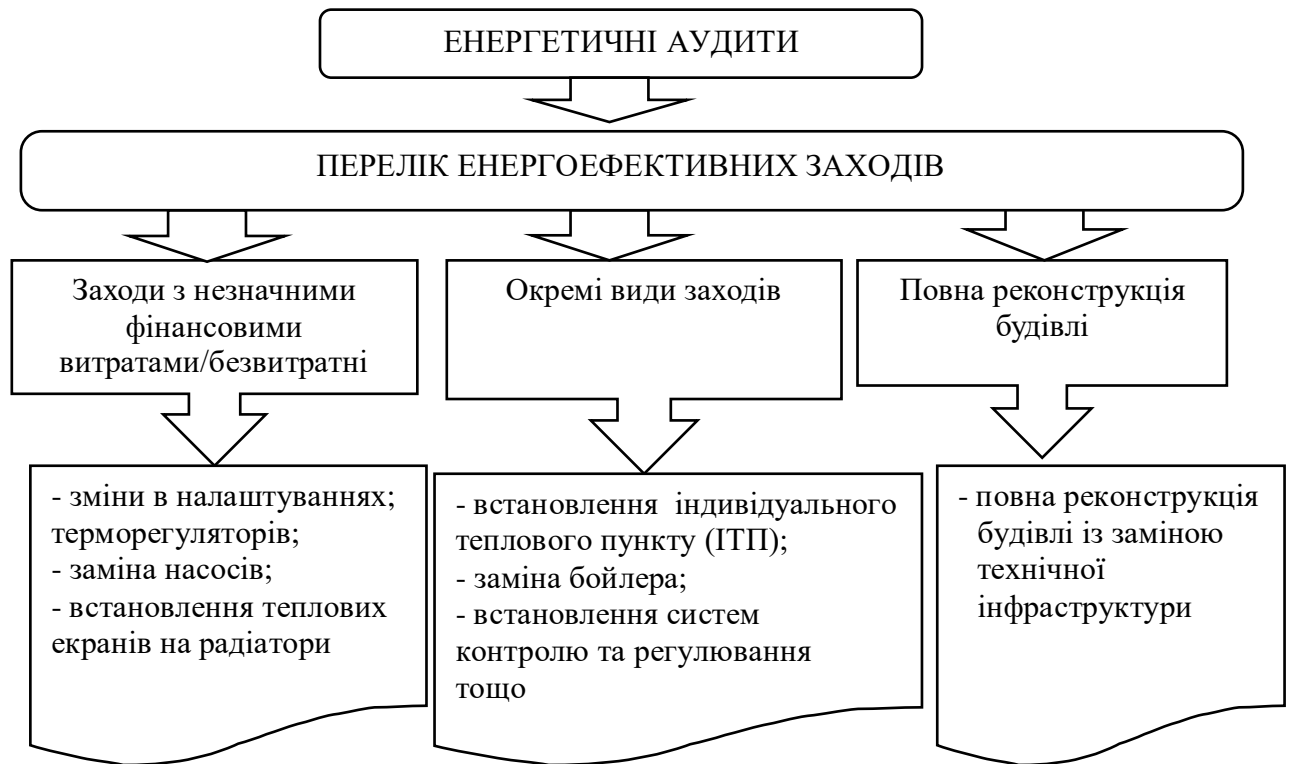 ЕНЕРГЕТИЧНІ АУДИТИ
ПЕРЕЛІК ЕНЕРГОЕФЕКТИВНИХ ЗАХОДІВ
Заходи з незначними
фінансовими
витратами/безвитратні
Окремі види заходів
Повна реконструкція
будівлі
- зміни в налаштуваннях;
терморегуляторів;
- заміна насосів;
- встановлення теплових
екранів на радіатори
- встановлення індивідуального
теплового пункту (ІТП);
- заміна бойлера;
- встановлення систем
контролю та регулювання
тощо
- повна реконструкція
будівлі із заміною
технічної
інфраструктури